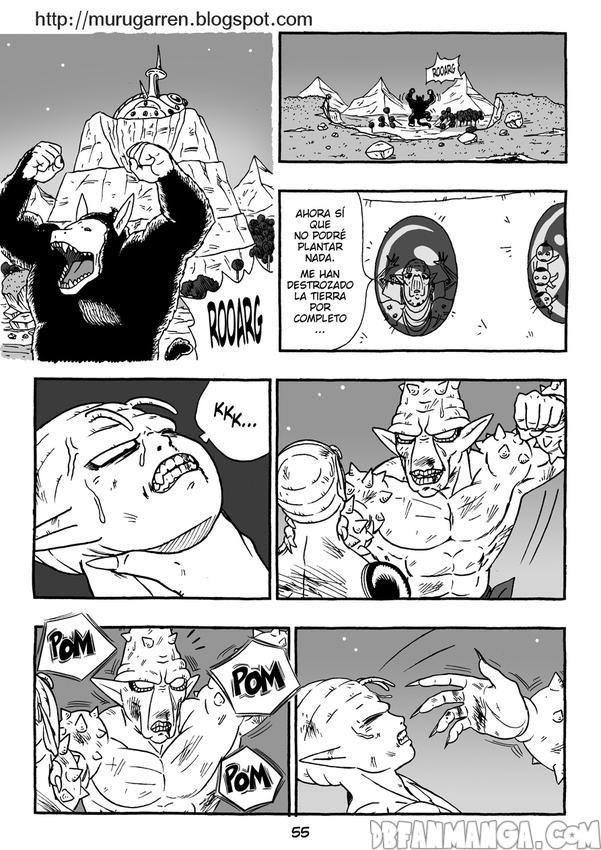 http://murugarren.blogspot.com
ROOARG
ROOARG
AHORA SÍ
QUE
NO PODRÉ
PLANTAR
NADA.
ME HAN
DESTROZADO
LA TIERRA
POR
COMPLETO
...
KKK...
POM
POM
POM
55
DBFANMANGA.COM